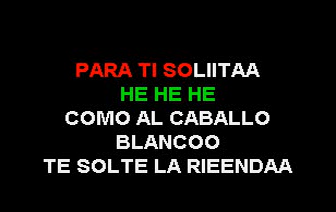 PARA TI SOLIITAA
HE HE HE
COMO AL CABALLO
BLANCOO
TE SOLTE LA RIEENDAA